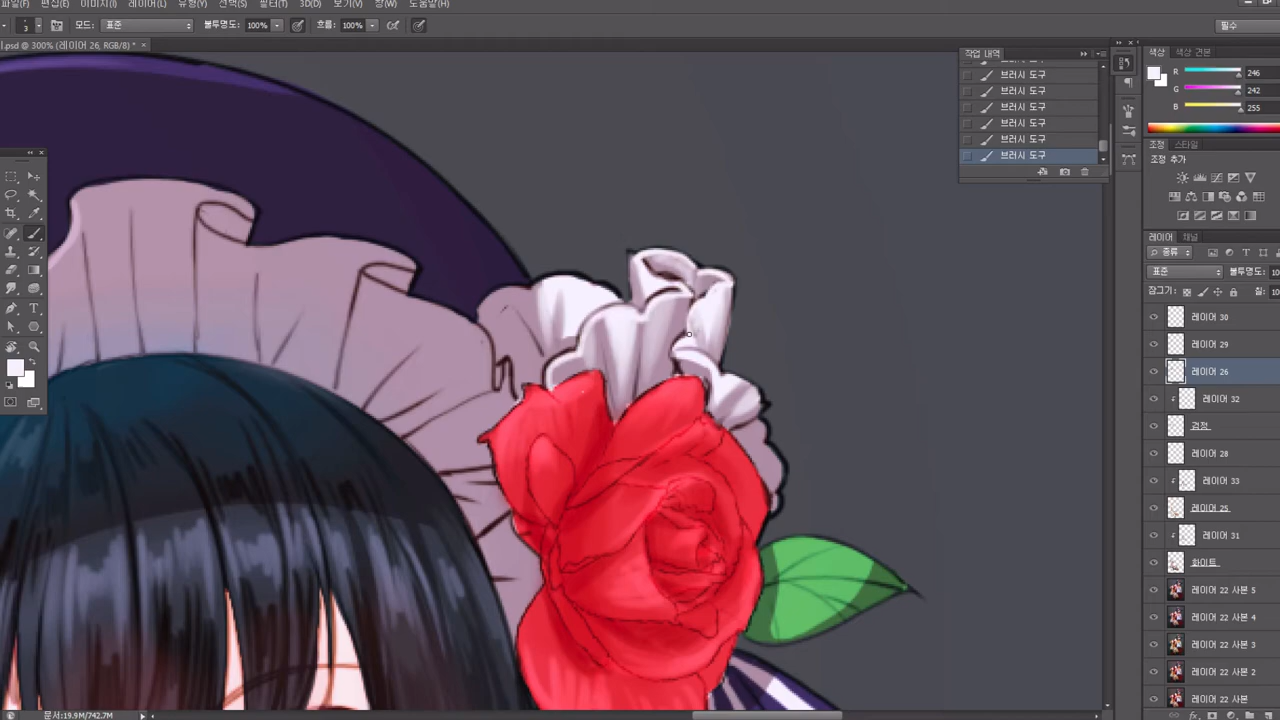 파일(F) 편집(E) 이미지(I) 레이어(L) 유형(Y) 선택(S) 필터(T) 3D(D) 보기(V) 창(W) 도움말(H)
3 모드: 표준 불투명도: 100% 흐름: 100% 필수
l.psd @ 300% (레이어 26, RGB/8) *
작업 내역
브러시 도구
브러시 도구
브러시 도구
브러시 도구
브러시 도구
브러시 도구
색상 색상 견본
R 246
G 242
B 255
조정 스타일
조정 추가
레이어 채널
종류
표준 불투명도:
잠그기: 칠:
레이어 30
레이어 29
레이어 26
레이어 32
검정
레이어 28
레이어 33
레이어 25
레이어 31
화이트
레이어 22 사본 5
레이어 22 사본 4
레이어 22 사본 3
레이어 22 사본 2
레이어 22 사본
문서:19.9M/742.7M